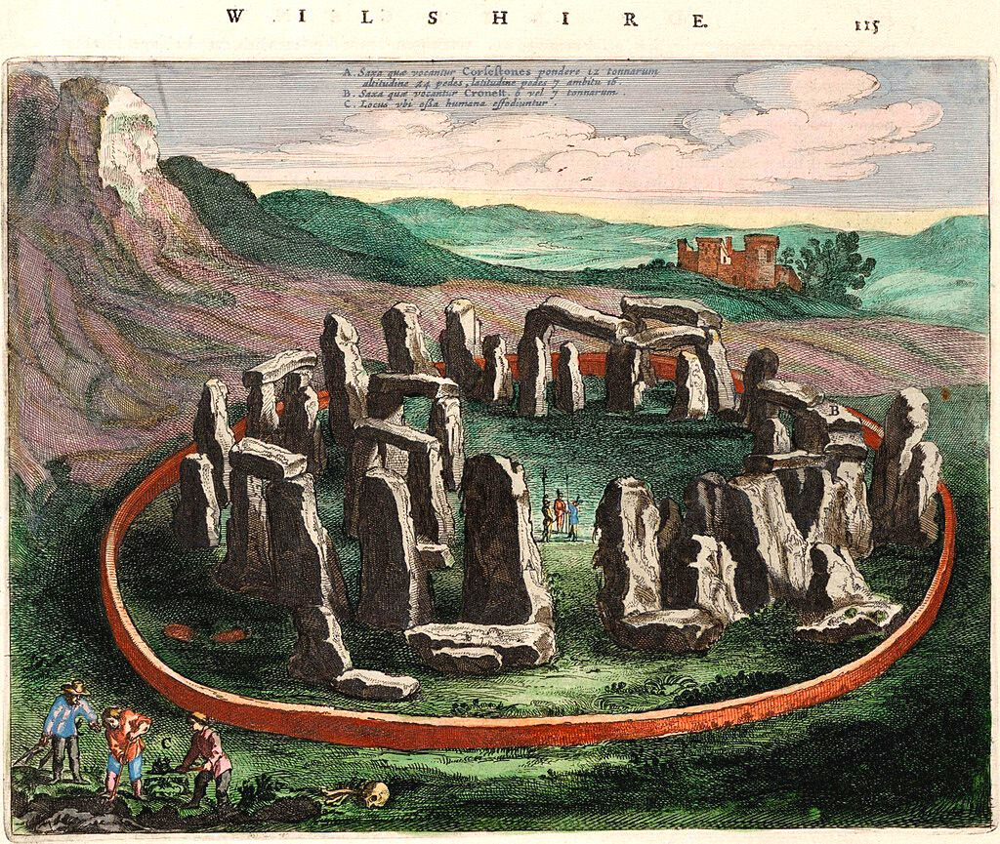 WILSHIRE.
115
A. Saxa quæ vocantur Corſeſtones pondere 12 tonnarum
altitudine 24 pedes, latitudine pedes 7 ambitu 16.
B. Saxa quæ vocantur Cronett. 6 vel 7 tonnarum.
C. Locus vbi oſſa humana effodiuntur.
B
A
C